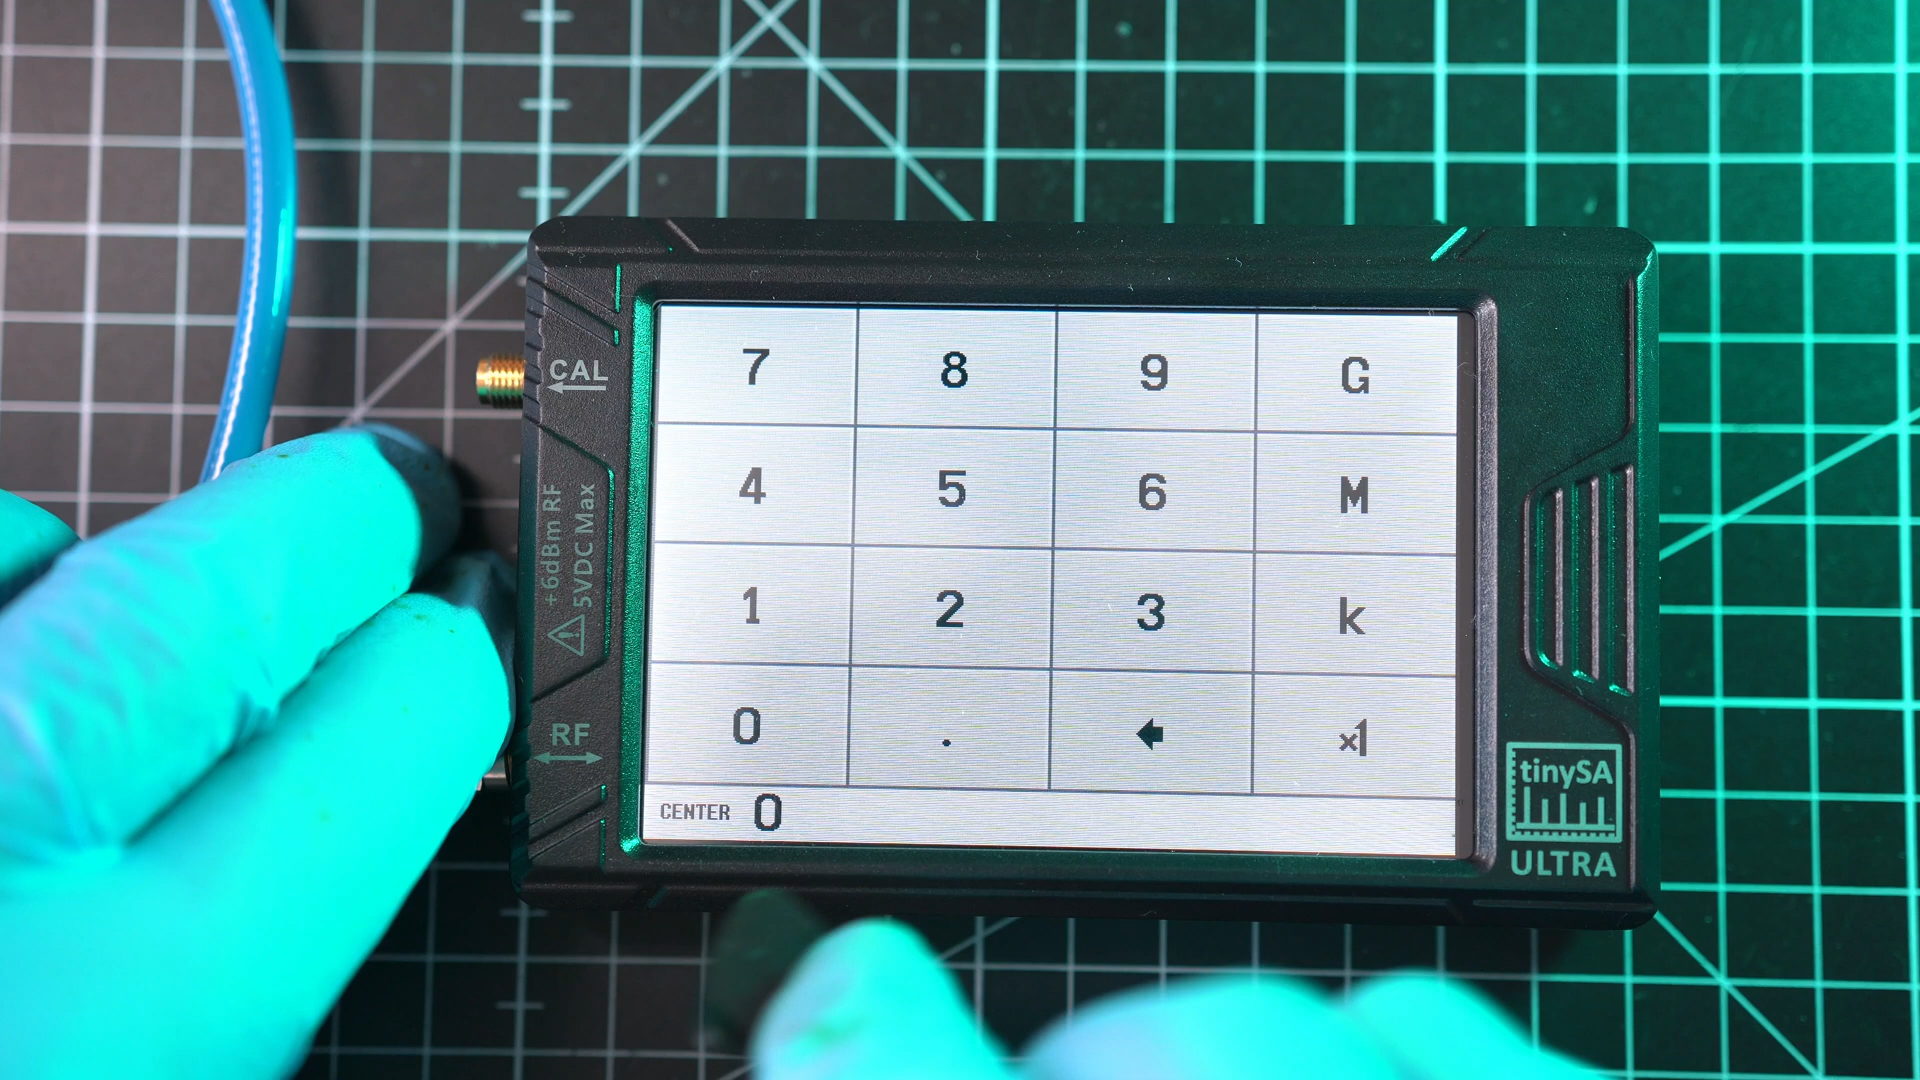 CAL
+6dBm RF
5VDC Max
RF
7 8 9 G
4 5 6 M
1 2 3 k
0 . ←  x1
CENTER 0
tinySA
ULTRA